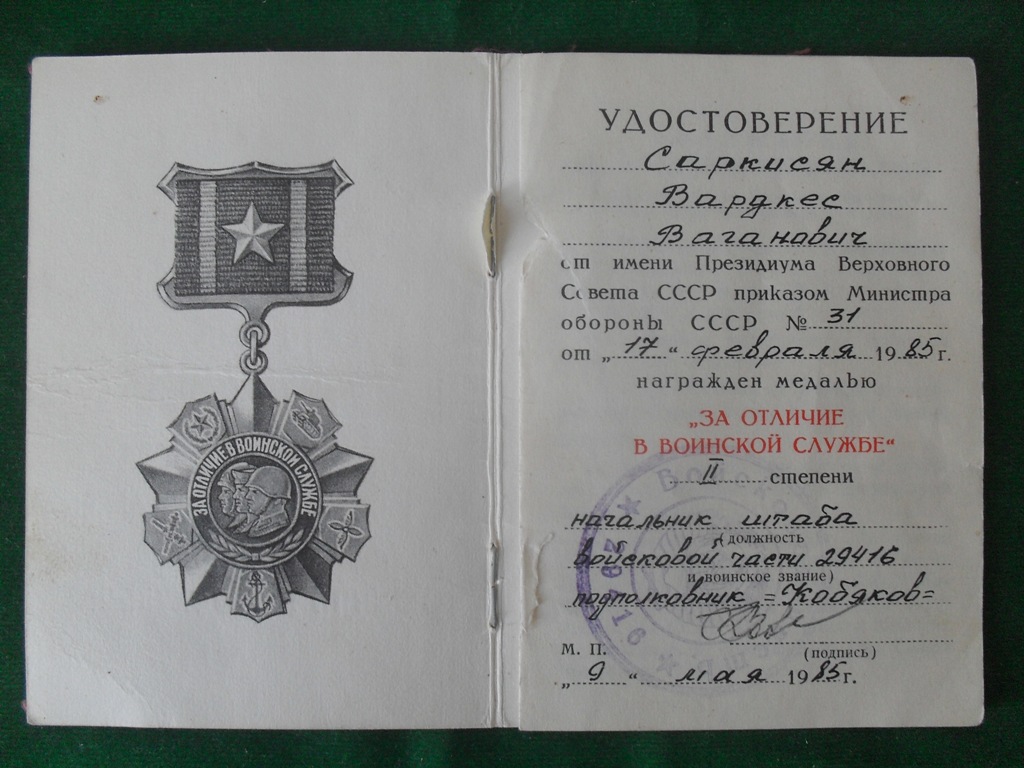 ЗА ОТЛИЧИЕ В ВОИНСКОЙ СЛУЖБЕ
УДОСТОВЕРЕНИЕ
Саркисян
Вардкес
Ваганович
от имени Президиума Верховного
Совета СССР приказом Министра
обороны СССР № 31
от „17“ февраля 1985 г.
награжден медалью
„ЗА ОТЛИЧИЕ
В ВОИНСКОЙ СЛУЖБЕ“
II степени
начальник штаба
(должность
войсковой части 29416
и воинское звание)
подполковник =Кобяков=
М. П.
(подпись)
„9“ мая 1985 г.
29416